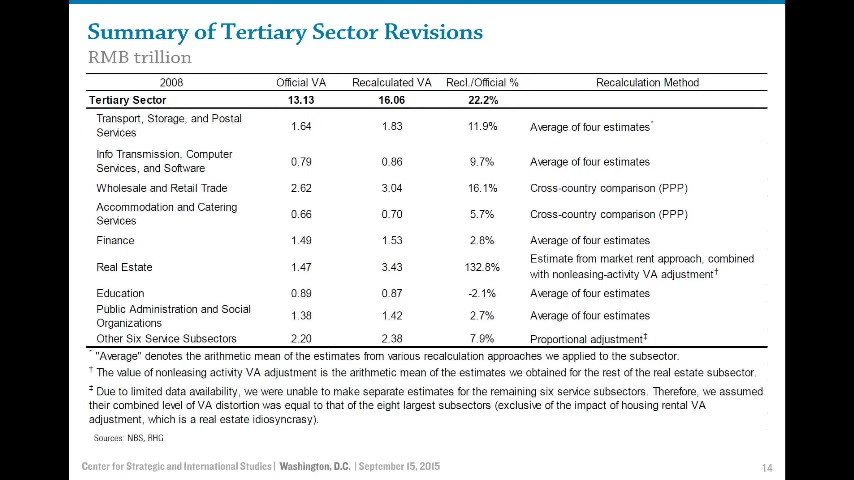 Summary of Tertiary Sector Revisions
RMB trillion
2008 Official VA Recalculated VA Recl./Official % Recalculation Method
Tertiary Sector 13.13 16.06 22.2%
Transport, Storage, and Postal
Services 1.64 1.83 11.9% Average of four estimates*
Info Transmission, Computer
Services, and Software 0.79 0.86 9.7% Average of four estimates
Wholesale and Retail Trade 2.62 3.04 16.1% Cross-country comparison (PPP)
Accommodation and Catering
Services 0.66 0.70 5.7% Cross-country comparison (PPP)
Finance 1.49 1.53 2.8% Average of four estimates
Real Estate 1.47 3.43 132.8% Estimate from market rent approach, combined
with nonleasing-activity VA adjustment†
Education 0.89 0.87 -2.1% Average of four estimates
Public Administration and Social
Organizations 1.38 1.42 2.7% Average of four estimates
Other Six Service Subsectors 2.20 2.38 7.9% Proportional adjustment‡
* "Average" denotes the arithmetic mean of the estimates from various recalculation approaches we applied to the subsector.
† The value of nonleasing activity VA adjustment is the arithmetic mean of the estimates we obtained for the rest of the real estate subsector.
‡ Due to limited data availability, we were unable to make separate estimates for the remaining six service subsectors. Therefore, we assumed
their combined level of VA distortion was equal to that of the eight largest subsectors (exclusive of the impact of housing rental VA
adjustment, which is a real estate idiosyncrasy).
Sources: NBS, RHG.
Center for Strategic and International Studies | Washington, D.C. | September 15, 2015
14